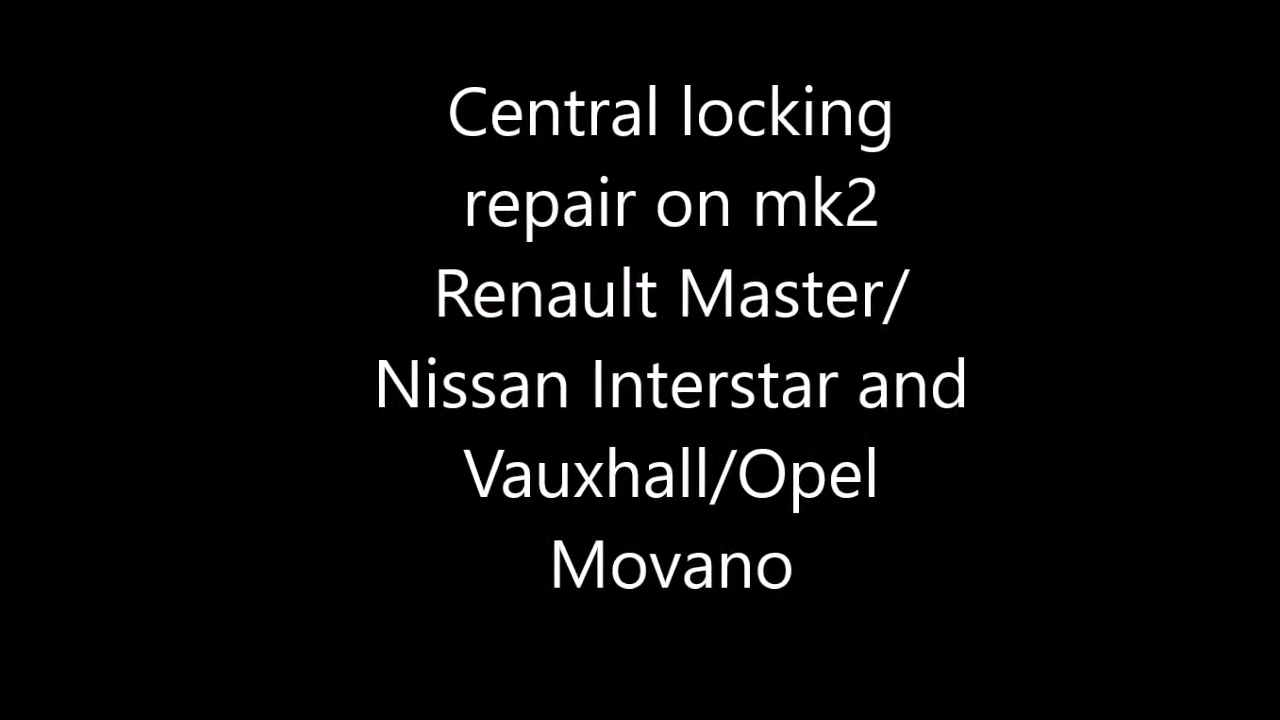 Central locking
repair on mk2
Renault Master/
Nissan Interstar and
Vauxhall/Opel
Movano